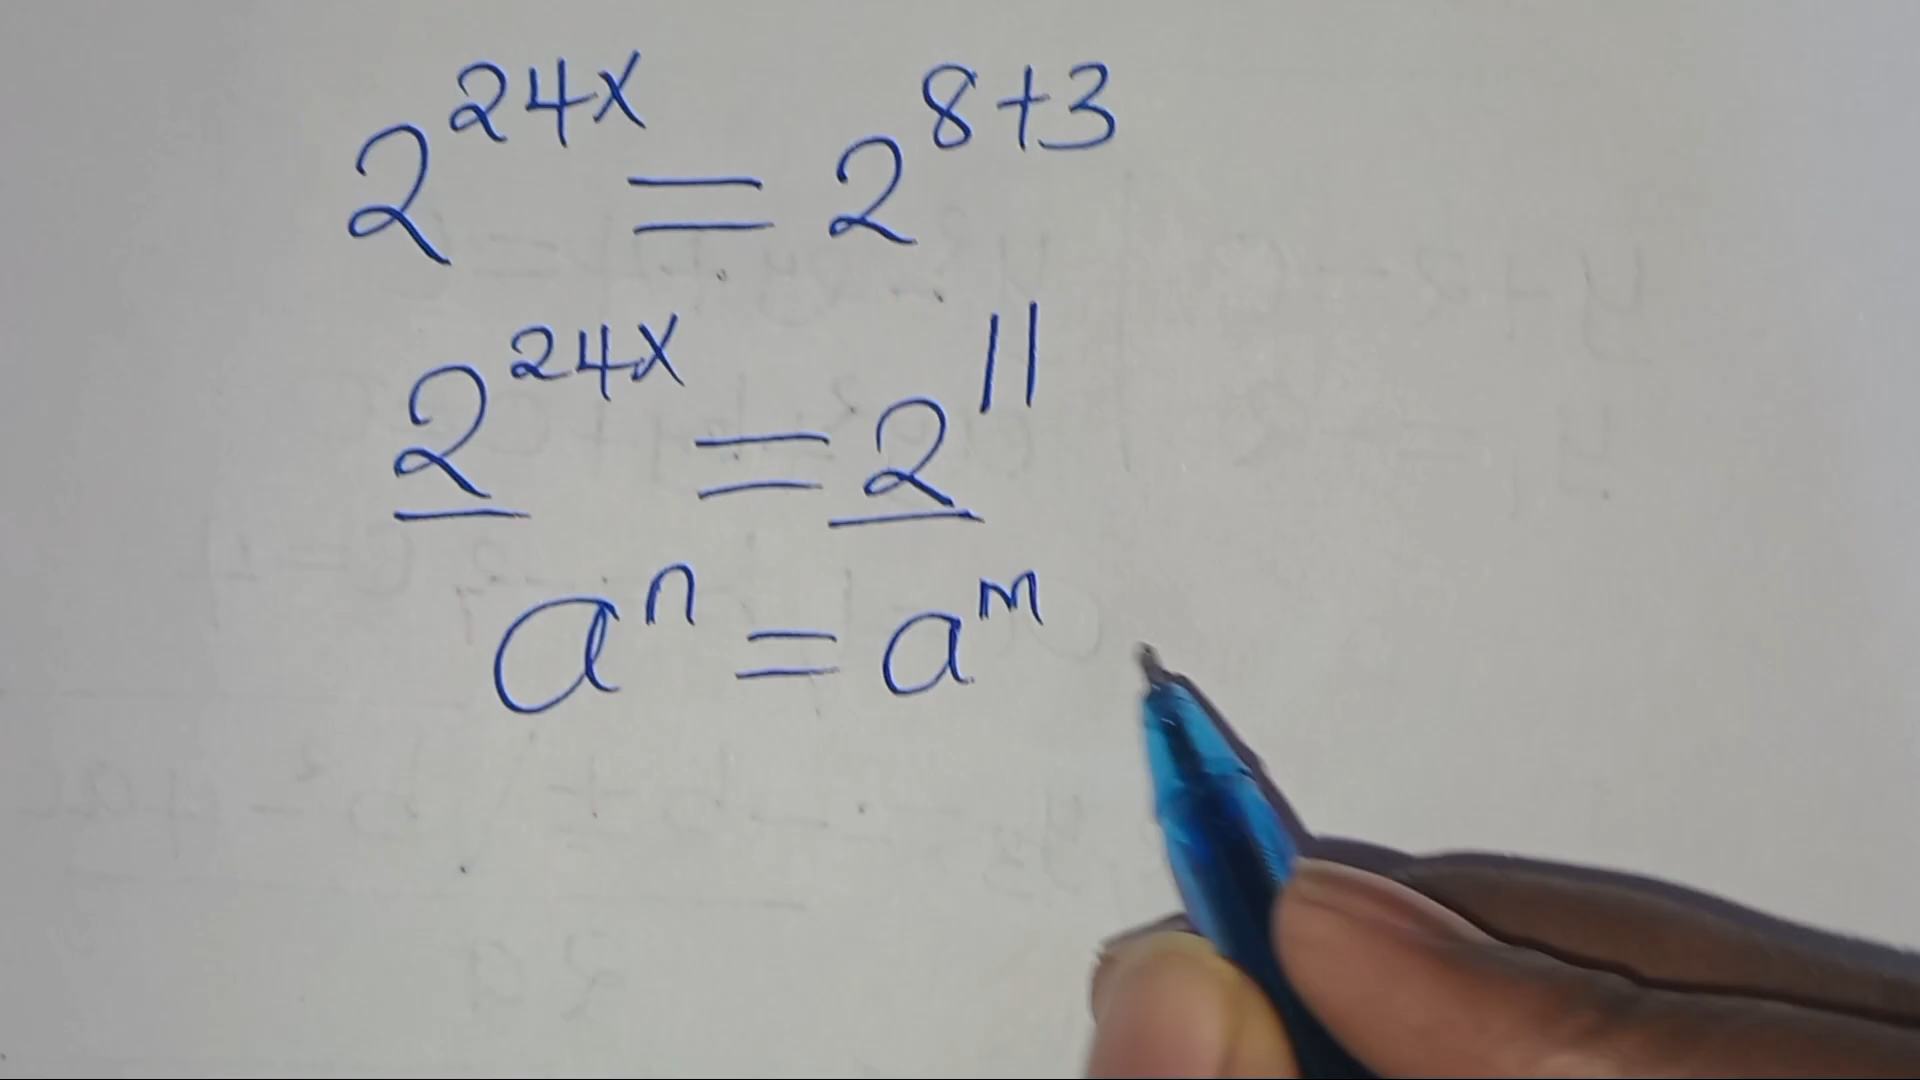 2^24x = 2^8+3
2^24x = 2^11
a^n = a^m